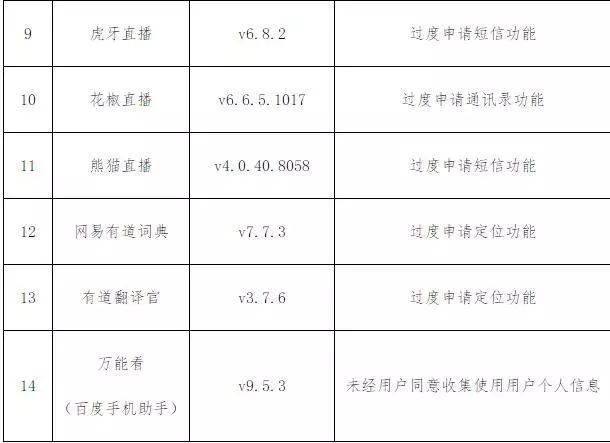 9 虎牙直播 v6.8.2 过度申请短信功能
10 花椒直播 v6.6.5.1017 过度申请通讯录功能
11 熊猫直播 v4.0.40.8058 过度申请短信功能
12 网易有道词典 v7.7.3 过度申请定位功能
13 有道翻译官 v3.7.6 过度申请定位功能
万能看
14 v9.5.3 未经用户同意收集使用用户个人信息
（百度手机助手）